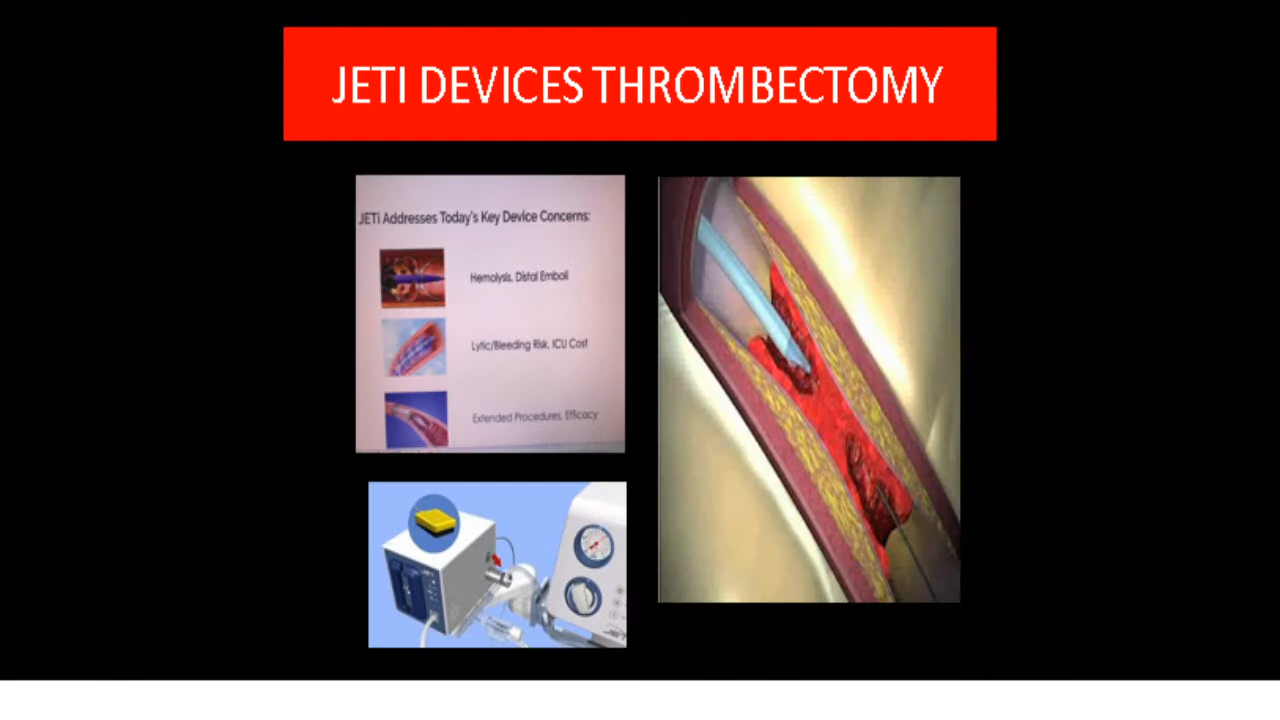 JETI DEVICES THROMBECTOMY
JETi Addresses Today's Key Device Concerns:
Hemolysis, Distal Emboli
Lytic/Bleeding Risk, ICU Cost
Extended Procedures, Efficacy